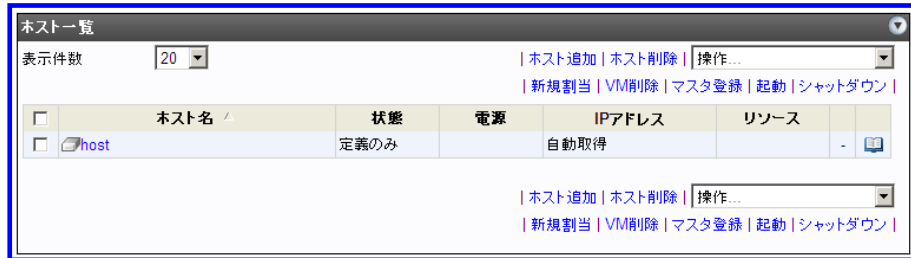 ホスト一覧
表示件数 20 | ホスト追加 | ホスト削除 | 操作...
| 新規割当 | VM削除 | マスタ登録 | 起動 | シャットダウン |
ホスト名 状態 電源 IPアドレス リソース
host 定義のみ 自動取得 -
| ホスト追加 | ホスト削除 | 操作...
| 新規割当 | VM削除 | マスタ登録 | 起動 | シャットダウン |